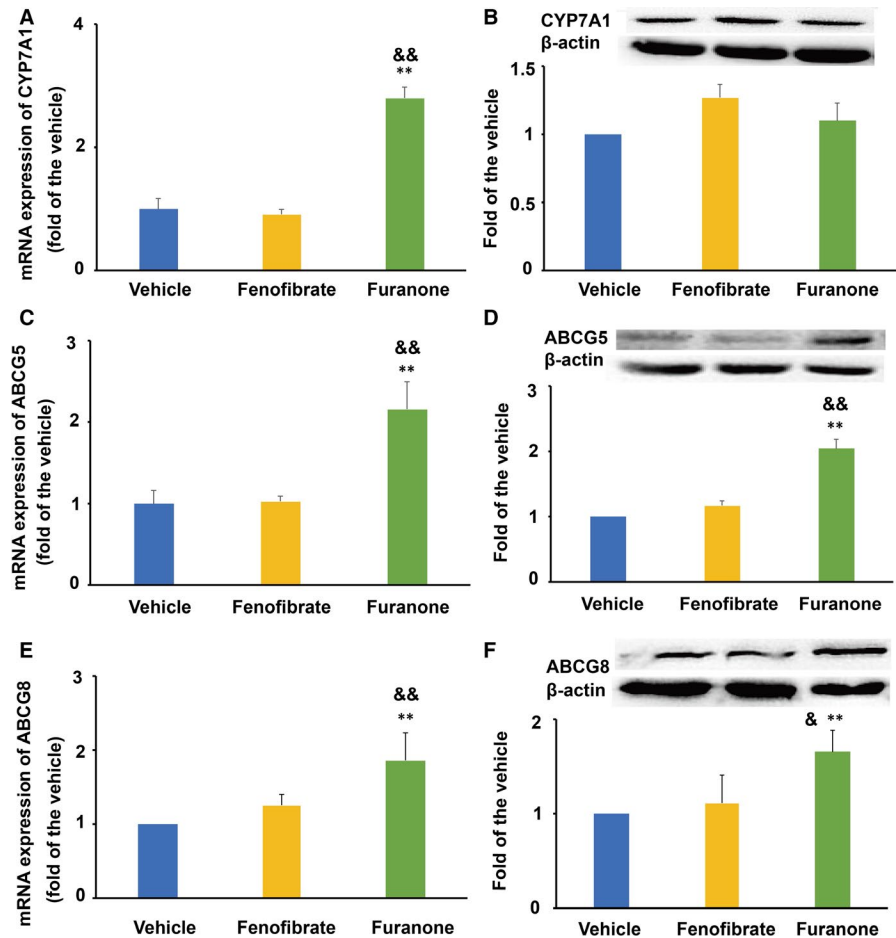 A
mRNA expression of CYP7A1
(fold of the vehicle)
4
2
0
&&
**
Vehicle
Fenofibrate
Furanone
B
CYP7A1
β-actin
Fold of the vehicle
1.5
1
0.5
0
Vehicle
Fenofibrate
Furanone
C
mRNA expression of ABCG5
(fold of the vehicle)
3
2
1
0
&&
**
Vehicle
Fenofibrate
Furanone
D
ABCG5
β-actin
Fold of the vehicle
3
2
1
0
&&
**
Vehicle
Fenofibrate
Furanone
E
mRNA expression of ABCG8
(fold of the vehicle)
3
2
1
0
&&
**
Vehicle
Fenofibrate
Furanone
F
ABCG8
β-actin
Fold of the vehicle
2
1
0
& **
Vehicle
Fenofibrate
Furanone